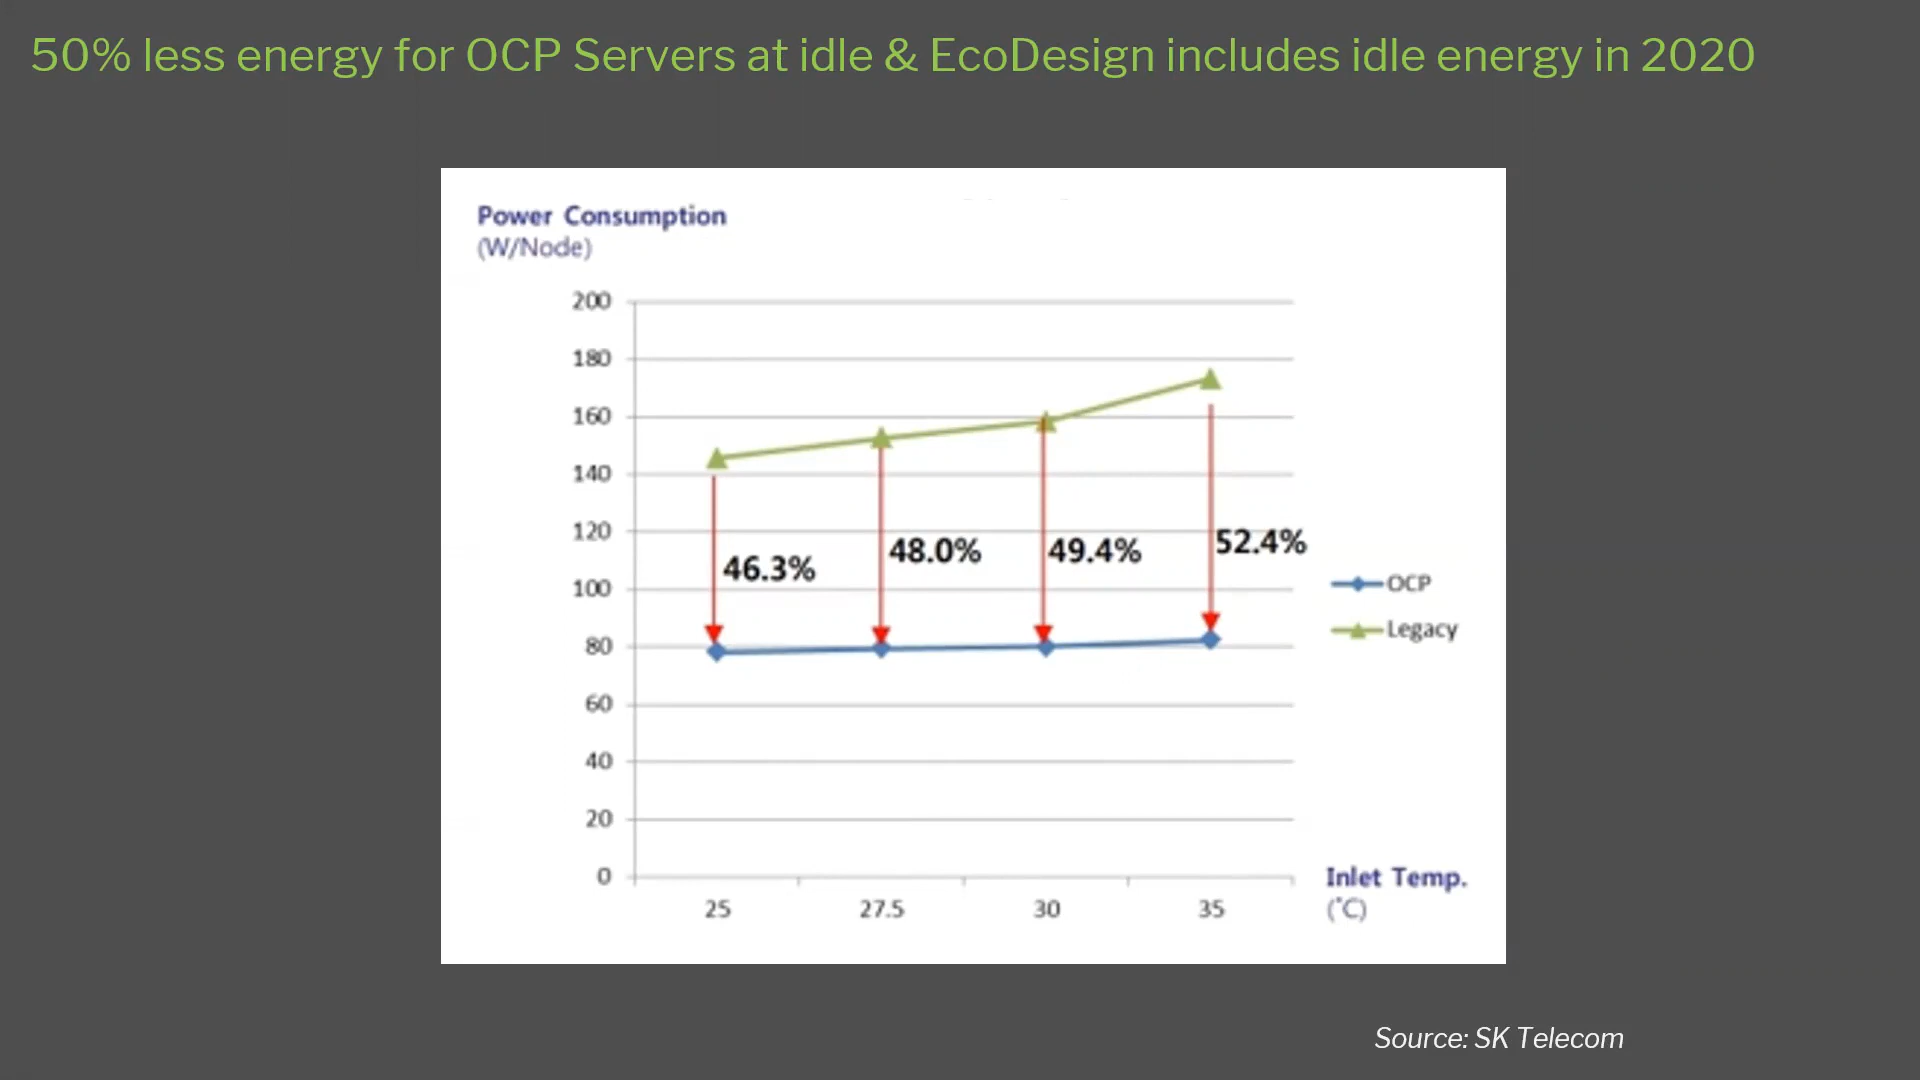 50% less energy for OCP Servers at idle & EcoDesign includes idle energy in 2020
Power Consumption
(W/Node)
200
180
160
140
120
100
80
60
40
20
0
46.3%
48.0%
49.4%
52.4%
OCP
Legacy
25 27.5 30 35
Inlet Temp.
(°C)
Source: SK Telecom